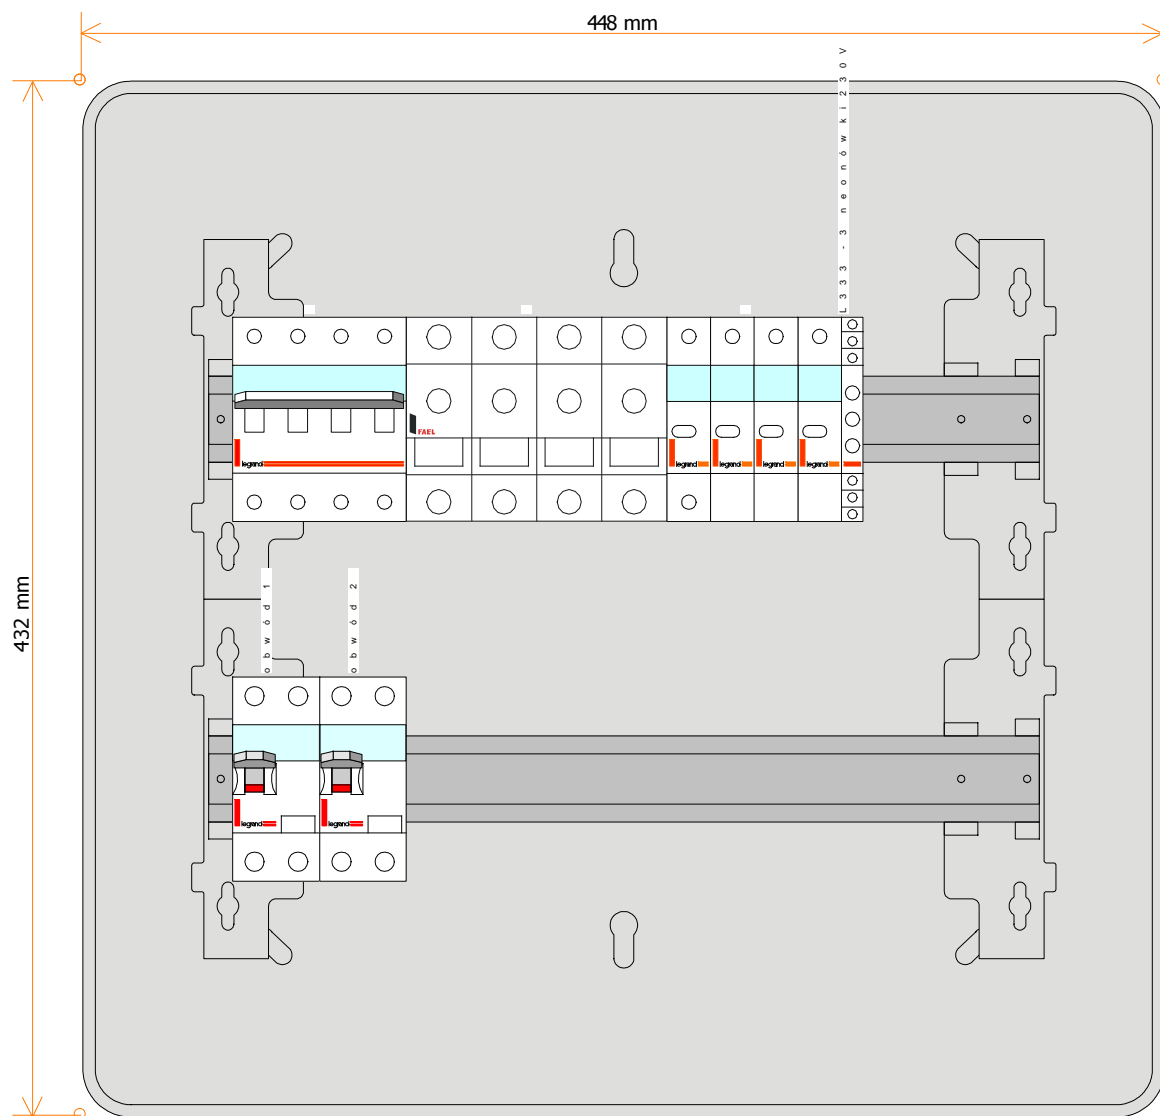 448 mm
L333 - 3 neonówki 230V
FAEL
legrand
legrand
legrand
legrand
legrand
432 mm
obwód 1
obwód 2
legrand
legrand